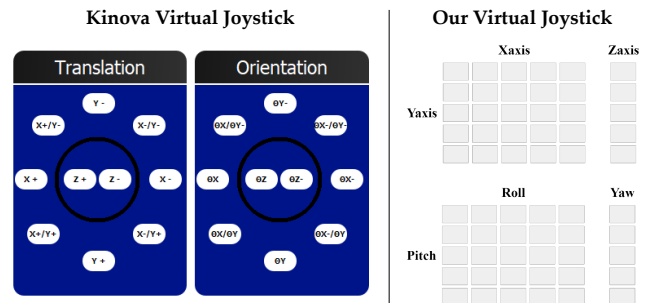 Kinova Virtual Joystick
Translation
Y -
X+/Y-
X-/Y-
X +
Z +
Z -
X -
X+/Y+
X-/Y+
Y +
Orientation
ΘY-
ΘX/ΘY-
ΘX-/ΘY-
ΘX
ΘZ
ΘZ-
ΘX-
ΘX/ΘY
ΘX-/ΘY
ΘY
Our Virtual Joystick
Xaxis
Zaxis
Yaxis
Roll
Yaw
Pitch